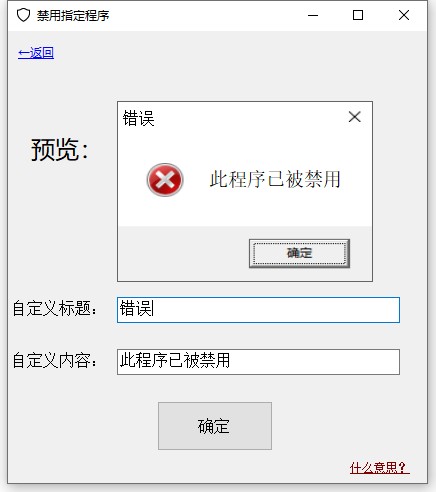 禁用指定程序
←返回
错误
预览：
此程序已被禁用
确定
自定义标题： 错误
自定义内容： 此程序已被禁用
确定
什么意思？